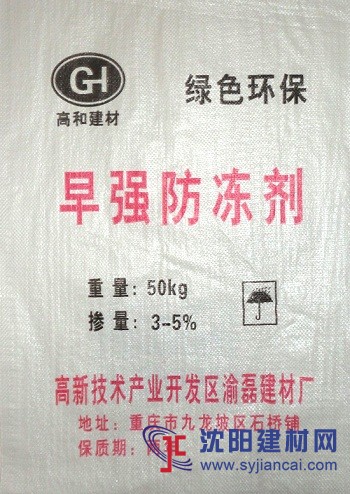 GH
绿色环保
高和建材
早强防冻剂
重量: 50kg
掺量: 3-5%
高新技术产业开发区渝磊建材厂
地址: 重庆市九龙坡区石桥铺
保质期:
沈阳建材网
www.syjiancai.com